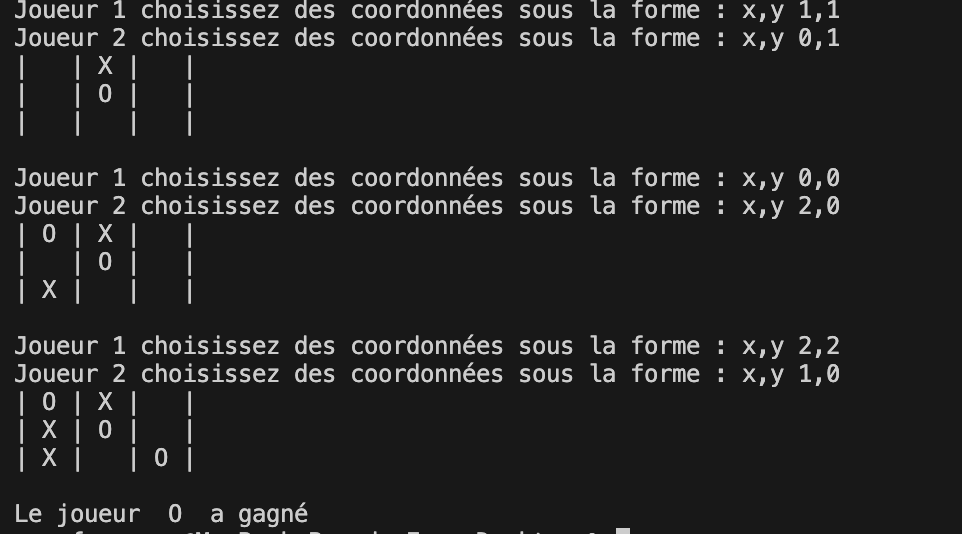 Joueur 1 choisissez des coordonnées sous la forme : x,y 1,1
Joueur 2 choisissez des coordonnées sous la forme : x,y 0,1
|   | X |   |
|   | O |   |
|   |   |   |
Joueur 1 choisissez des coordonnées sous la forme : x,y 0,0
Joueur 2 choisissez des coordonnées sous la forme : x,y 2,0
| O | X |   |
|   | O |   |
| X |   |   |
Joueur 1 choisissez des coordonnées sous la forme : x,y 2,2
Joueur 2 choisissez des coordonnées sous la forme : x,y 1,0
| O | X |   |
| X | O |   |
| X |   | O |
Le joueur  O  a gagné